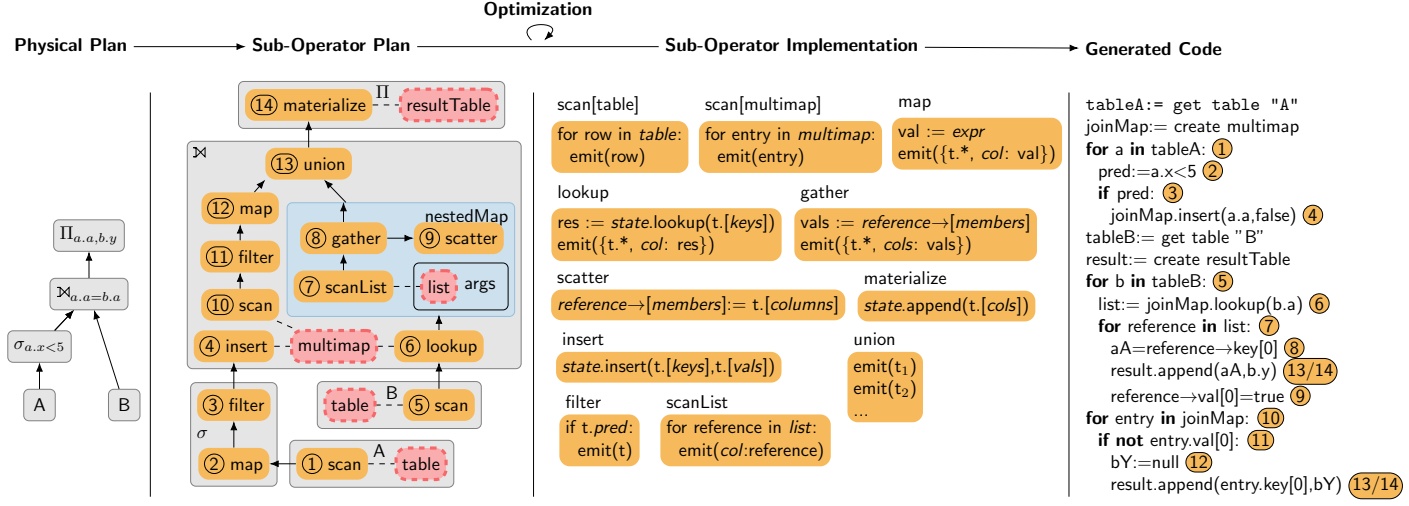 Optimization
Physical Plan
Sub-Operator Plan
Sub-Operator Implementation
Generated Code
Π a.a,b.y
⟕ a.a=b.a
σ a.x<5
A
B
⑭ materialize
Π
resultTable
⟕
⑬ union
⑫ map
nestedMap
⑧ gather
⑨ scatter
⑪ filter
⑦ scanList
list
args
⑩ scan
④ insert
multimap
⑥ lookup
③ filter
table
B
⑤ scan
σ
② map
① scan
A
table
scan[table]
for row in table:
emit(row)
scan[multimap]
for entry in multimap:
emit(entry)
map
val := expr
emit({t.*, col: val})
lookup
res := state.lookup(t.[keys])
emit({t.*, col: res})
gather
vals := reference→[members]
emit({t.*, cols: vals})
scatter
reference→[members]:= t.[columns]
materialize
state.append(t.[cols])
insert
state.insert(t.[keys],t.[vals])
union
emit(t₁)
emit(t₂)
...
filter
if t.pred:
emit(t)
scanList
for reference in list:
emit(col:reference)
tableA:= get table "A"
joinMap:= create multimap
for a in tableA: ①
pred:=a.x<5 ②
if pred: ③
joinMap.insert(a.a,false) ④
tableB:= get table "B"
result:= create resultTable
for b in tableB: ⑤
list:= joinMap.lookup(b.a) ⑥
for reference in list: ⑦
aA=reference→key[0] ⑧
result.append(aA,b.y) 13/14
reference→val[0]=true ⑨
for entry in joinMap: ⑩
if not entry.val[0]: ⑪
bY:=null ⑫
result.append(entry.key[0],bY) 13/14